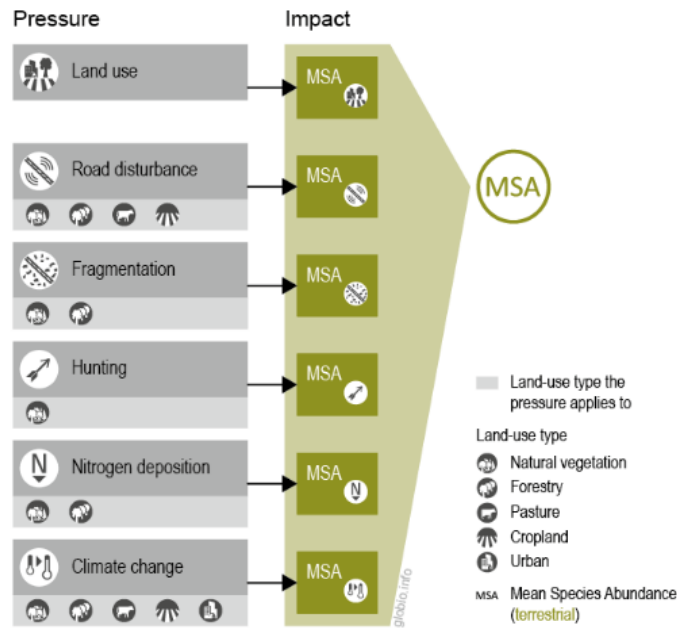 Pressure
Impact
Land use
MSA
Road disturbance
MSA
MSA
Fragmentation
MSA
Hunting
MSA
Land-use type the
pressure applies to
Land-use type
Nitrogen deposition
N
MSA
N
Natural vegetation
Forestry
Pasture
Cropland
Urban
Climate change
MSA
MSA Mean Species Abundance
(terrestrial)
globio.info